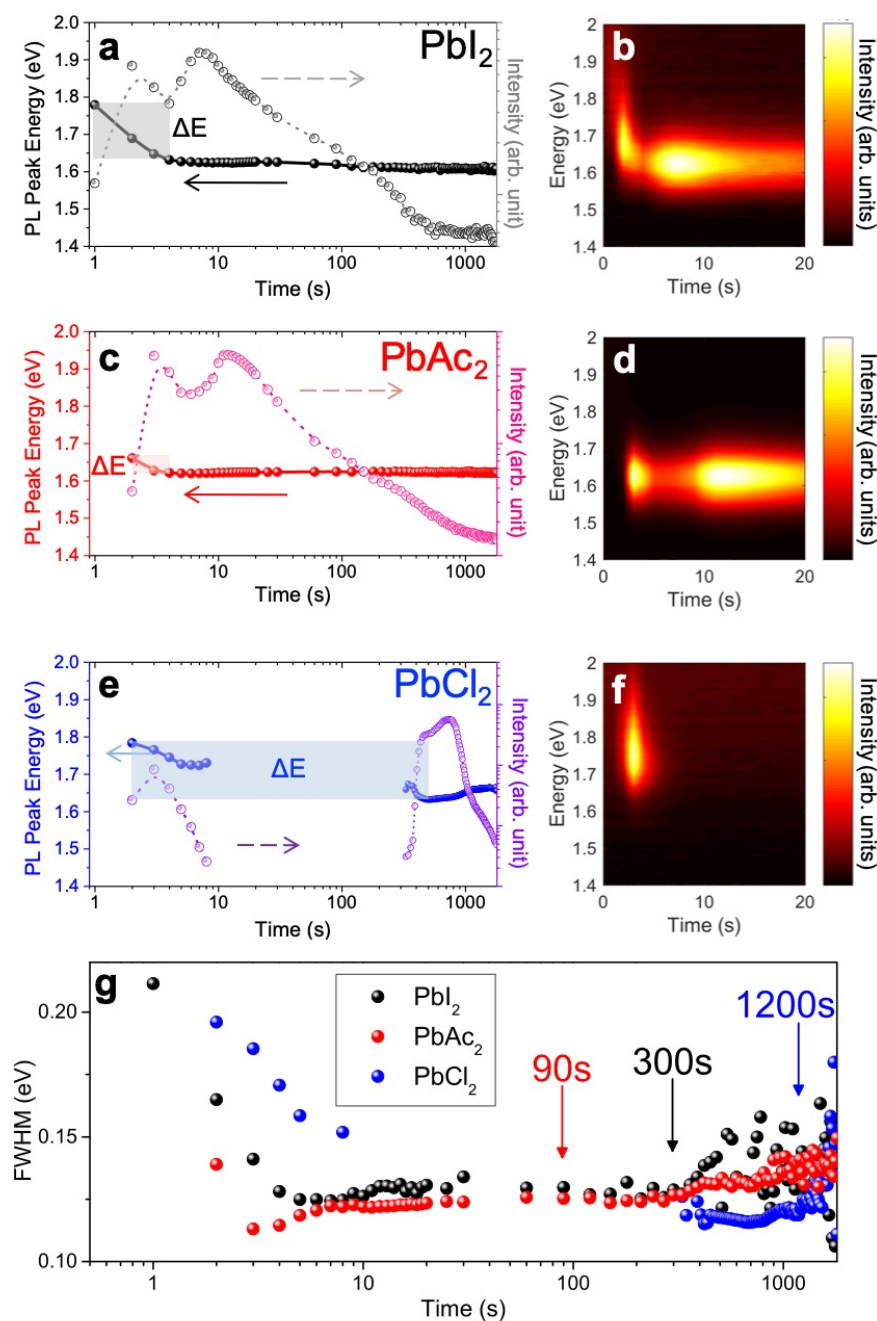 a
PbI2
PL Peak Energy (eV)
2.0
1.9
1.8
1.7
1.6
1.5
1.4
ΔE
1 10 100 1000
Time (s)
Intensity (arb. unit)
b
Energy (eV)
2
1.9
1.8
1.7
1.6
1.5
1.4
0 10 20
Time (s)
Intensity (arb. units)
c
PbAc2
PL Peak Energy (eV)
2.0
1.9
1.8
1.7
1.6
1.5
1.4
ΔE
1 10 100 1000
Time (s)
Intensity (arb. unit)
d
Energy (eV)
2
1.9
1.8
1.7
1.6
1.5
1.4
0 10 20
Time (s)
Intensity (arb. units)
e
PbCl2
PL Peak Energy (eV)
2.0
1.9
1.8
1.7
1.6
1.5
1.4
ΔE
1 10 100 1000
Time (s)
Intensity (arb. unit)
f
Energy (eV)
2
1.9
1.8
1.7
1.6
1.5
1.4
0 10 20
Time (s)
Intensity (arb. units)
g
FWHM (eV)
0.20
0.15
0.10
PbI2
PbAc2
PbCl2
90s
300s
1200s
1 10 100 1000
Time (s)